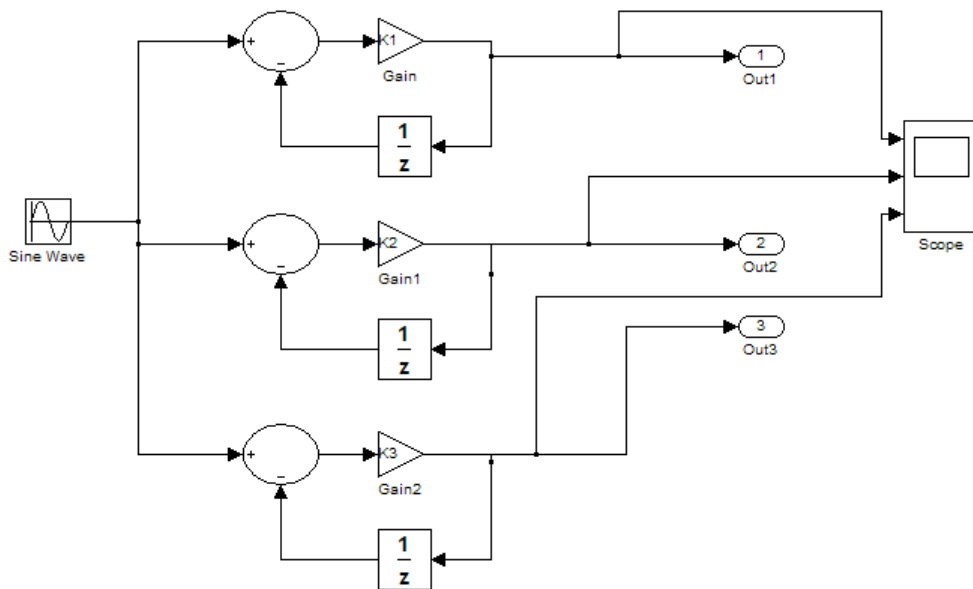 +
−
K1
Gain
1
z
1
Out1
Sine Wave
+
−
K2
Gain1
1
z
2
Out2
Scope
3
Out3
+
−
K3
Gain2
1
z